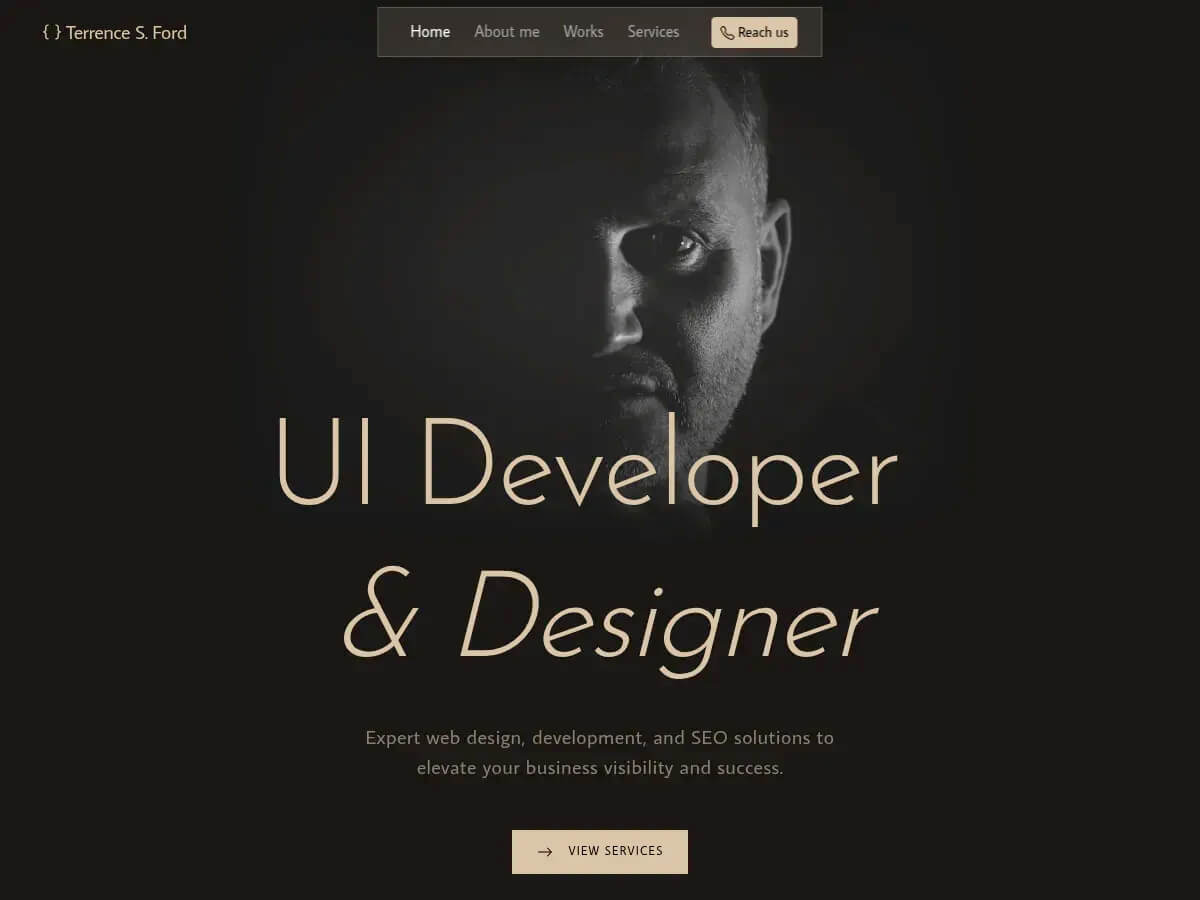 { } Terrence S. Ford
Home About me Works Services Reach us
UI Developer
& Designer
Expert web design, development, and SEO solutions to
elevate your business visibility and success.
VIEW SERVICES